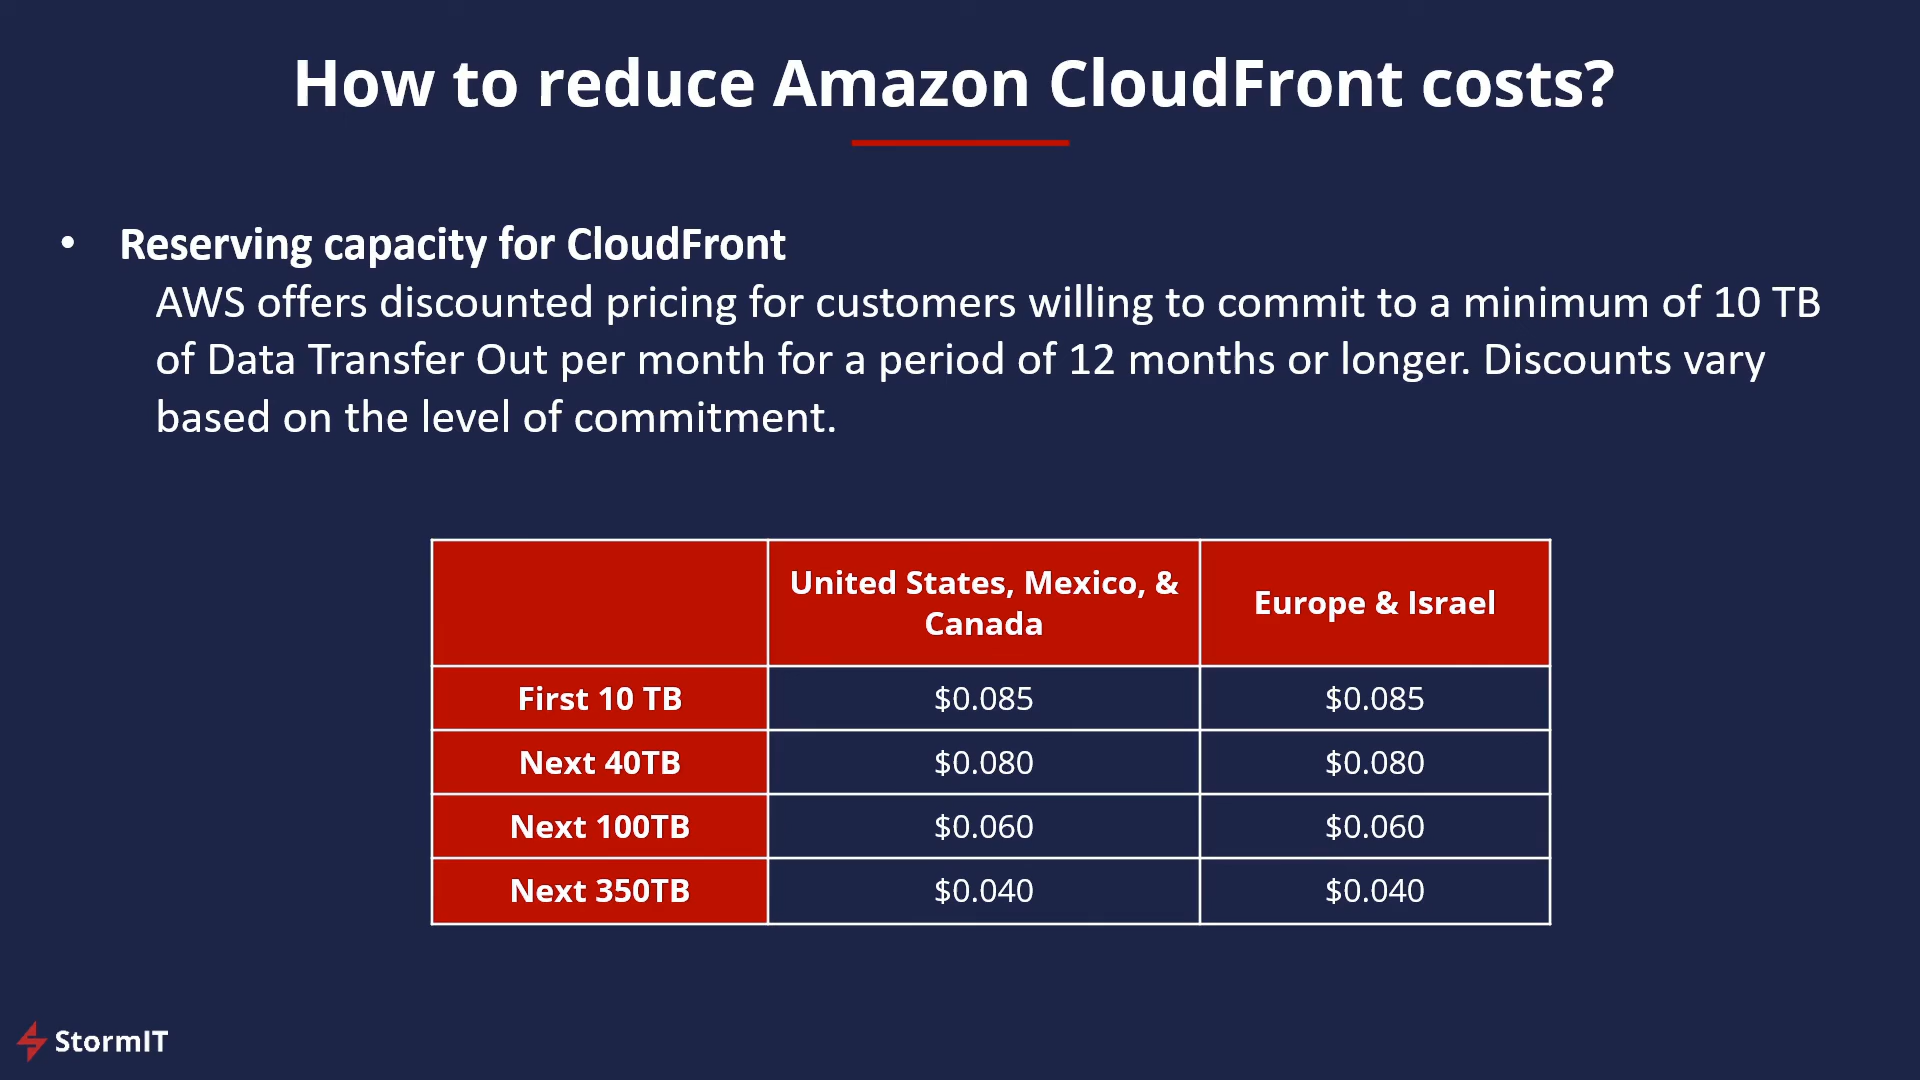 How to reduce Amazon CloudFront costs?
• Reserving capacity for CloudFront
AWS offers discounted pricing for customers willing to commit to a minimum of 10 TB
of Data Transfer Out per month for a period of 12 months or longer. Discounts vary
based on the level of commitment.
United States, Mexico, &
Canada
Europe & Israel
First 10 TB $0.085 $0.085
Next 40TB $0.080 $0.080
Next 100TB $0.060 $0.060
Next 350TB $0.040 $0.040
StormIT